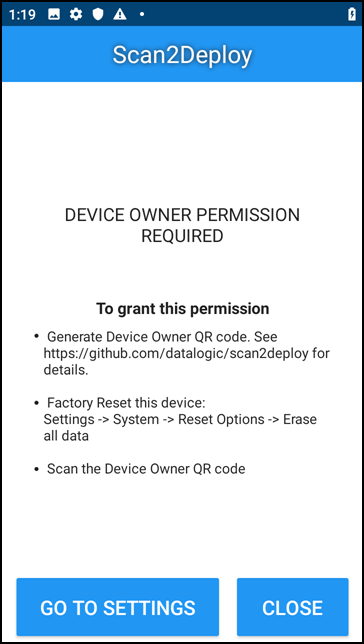 1:19
Scan2Deploy
DEVICE OWNER PERMISSION
REQUIRED
To grant this permission
• Generate Device Owner QR code. See
https://github.com/datalogic/scan2deploy for
details.
• Factory Reset this device:
Settings -> System -> Reset Options -> Erase
all data
• Scan the Device Owner QR code
GO TO SETTINGS
CLOSE